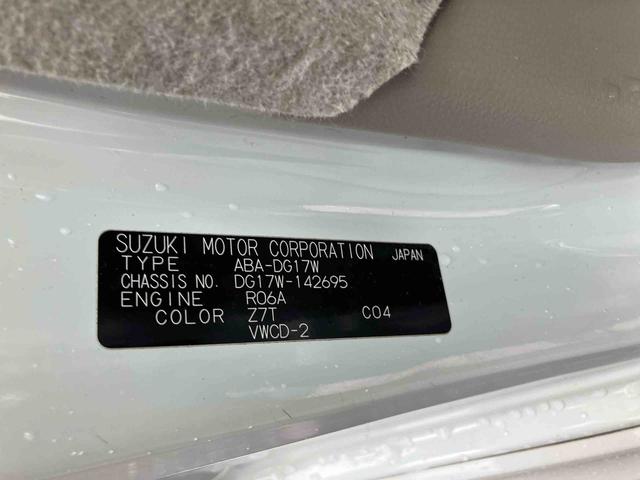 SUZUKI MOTOR CORPORATION JAPAN
TYPE ABA-DG17W
CHASSIS NO. DG17W-142695
ENGINE R06A
COLOR Z7T C04
VWCD-2